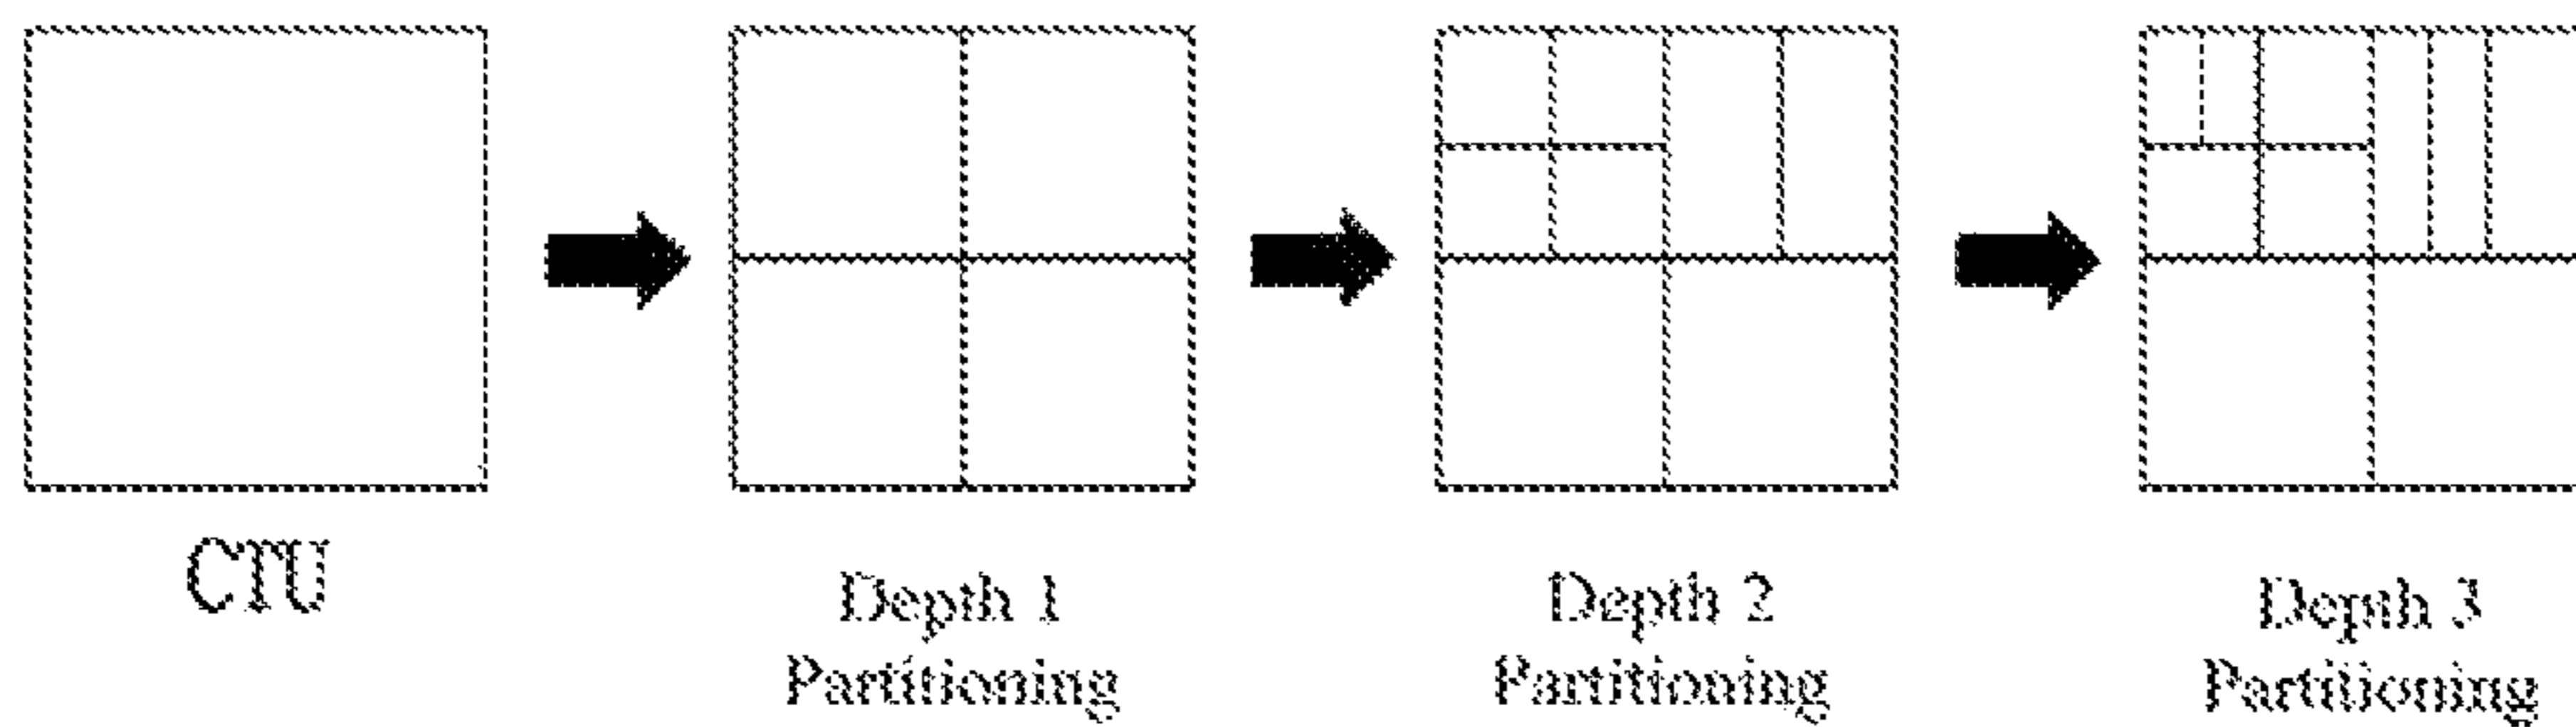 CTU
Depth 1
Partitioning
Depth 2
Partitioning
Depth 3
Partitioning